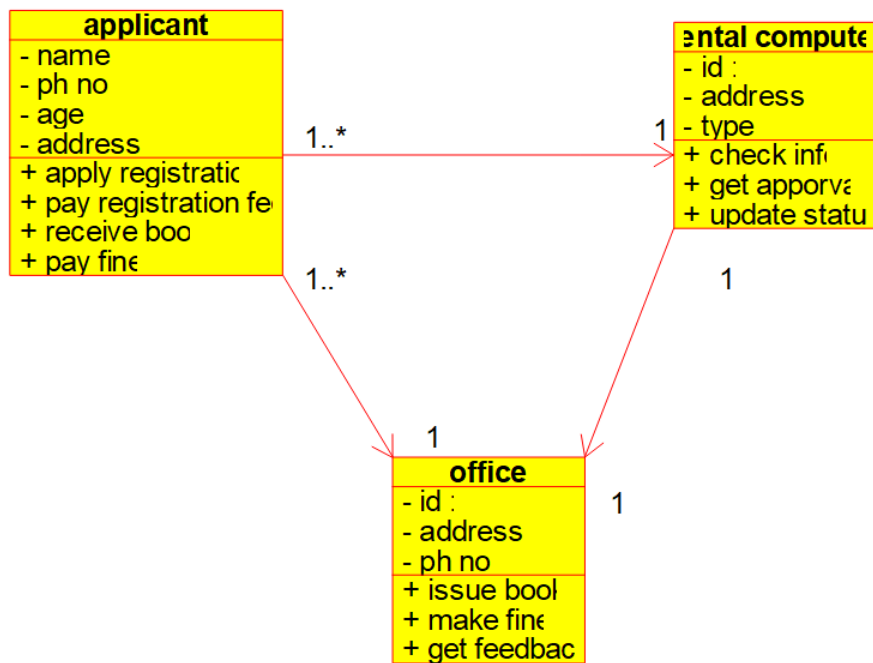 applicant
- name
- ph no
- age
- address
+ apply registratic
+ pay registration fe
+ receive boo
+ pay fine
1..*
1
ental compute
- id :
- address
- type
+ check info
+ get apporva
+ update statu
1..*
1
1
1
office
- id :
- address
- ph no
+ issue book
+ make fine
+ get feedbac